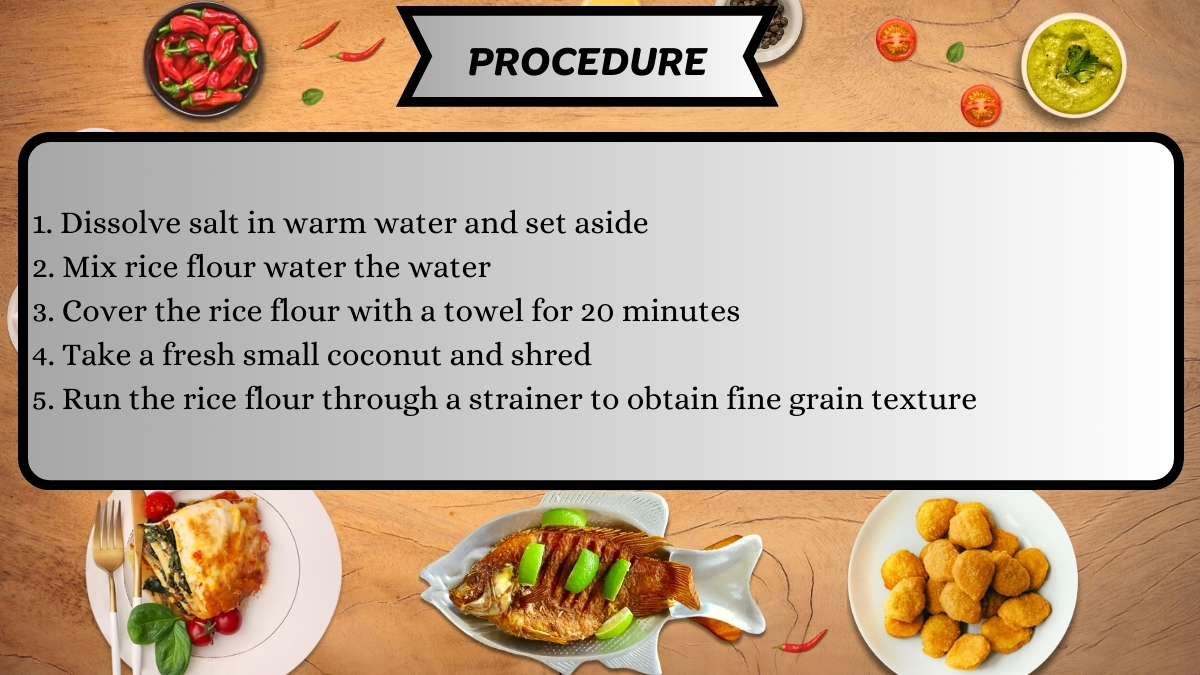 PROCEDURE
1. Dissolve salt in warm water and set aside
2. Mix rice flour water the water
3. Cover the rice flour with a towel for 20 minutes
4. Take a fresh small coconut and shred
5. Run the rice flour through a strainer to obtain fine grain texture